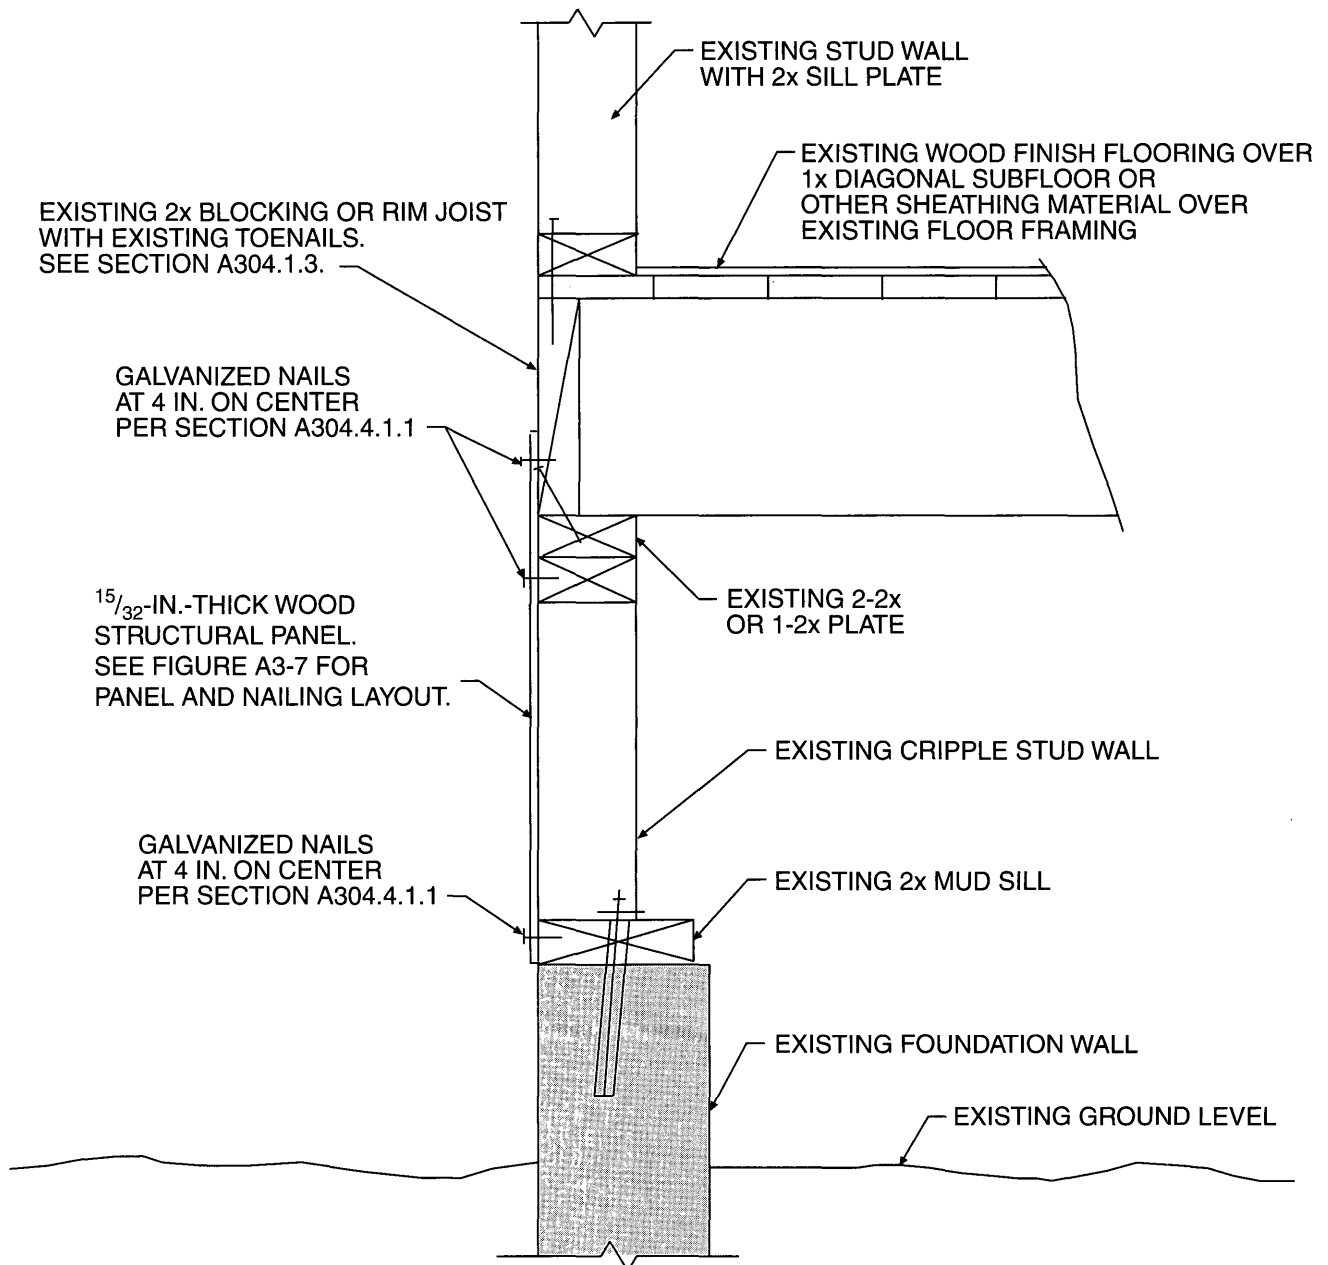 EXISTING STUD WALL
WITH 2x SILL PLATE
EXISTING WOOD FINISH FLOORING OVER
1x DIAGONAL SUBFLOOR OR
OTHER SHEATHING MATERIAL OVER
EXISTING FLOOR FRAMING
EXISTING 2x BLOCKING OR RIM JOIST
WITH EXISTING TOENAILS.
SEE SECTION A304.1.3.
GALVANIZED NAILS
AT 4 IN. ON CENTER
PER SECTION A304.4.1.1
15/32-IN.-THICK WOOD
STRUCTURAL PANEL.
SEE FIGURE A3-7 FOR
PANEL AND NAILING LAYOUT.
EXISTING 2-2x
OR 1-2x PLATE
EXISTING CRIPPLE STUD WALL
GALVANIZED NAILS
AT 4 IN. ON CENTER
PER SECTION A304.4.1.1
EXISTING 2x MUD SILL
EXISTING FOUNDATION WALL
EXISTING GROUND LEVEL